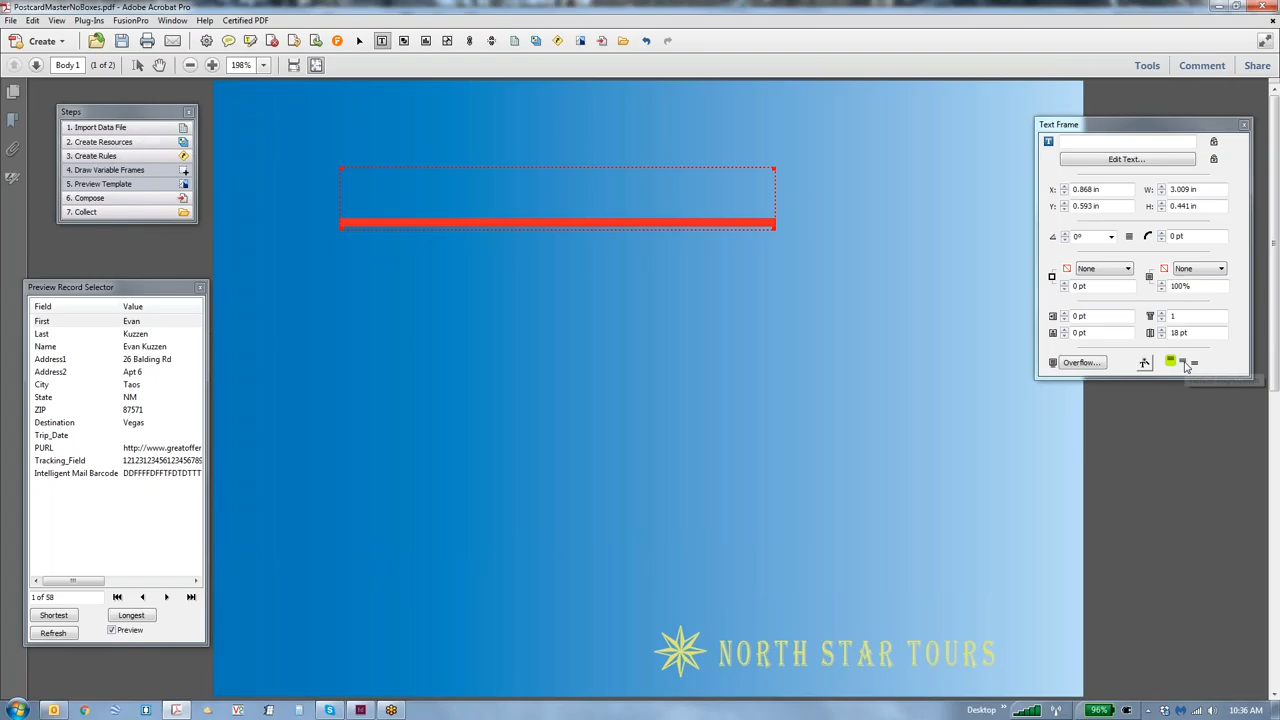 PostcardMasterNoBoxes.pdf - Adobe Acrobat Pro
File Edit View Plug-Ins FusionPro Window Help Certified PDF
Create
Body 1 (1 of 2) 198% Tools Comment Share
Steps
1. Import Data File
2. Create Resources
3. Create Rules
4. Draw Variable Frames
5. Preview Template
6. Compose
7. Collect
Text Frame
Edit Text...
X: 0.868 in W: 3.009 in
Y: 0.593 in H: 0.441 in
0° 0 pt
None None
0 pt 100%
0 pt 1
0 pt 18 pt
Overflow...
Preview Record Selector
Field Value
First Evan
Last Kuzzen
Name Evan Kuzzen
Address1 26 Balding Rd
Address2 Apt 6
City Taos
State NM
ZIP 87571
Destination Vegas
Trip_Date
PURL http://www.greatoffer
Tracking_Field 12123123456123456789
Intelligent Mail Barcode DDFFFFDFFTFDTDTTT
1 of 58
Shortest Longest
Refresh Preview
NORTH STAR TOURS
Desktop 96% 10:36 AM